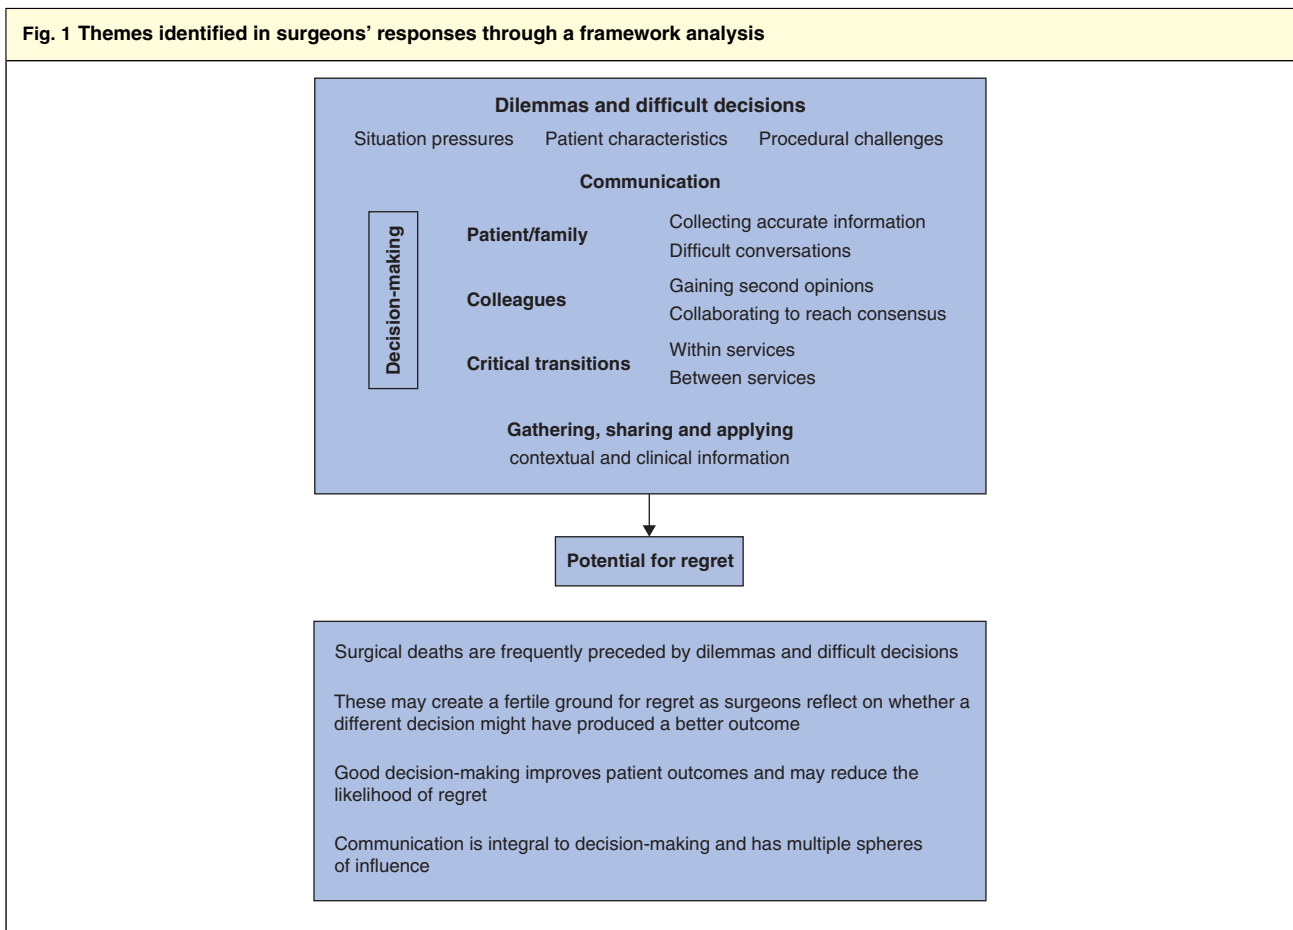 Fig. 1 Themes identified in surgeons’ responses through a framework analysis
Dilemmas and difficult decisions
Situation pressures Patient characteristics Procedural challenges
Communication
Decision-making
Patient/family
Collecting accurate information
Difficult conversations
Colleagues
Gaining second opinions
Collaborating to reach consensus
Critical transitions
Within services
Between services
Gathering, sharing and applying
contextual and clinical information
Potential for regret
Surgical deaths are frequently preceded by dilemmas and difficult decisions
These may create a fertile ground for regret as surgeons reflect on whether a
different decision might have produced a better outcome
Good decision-making improves patient outcomes and may reduce the
likelihood of regret
Communication is integral to decision-making and has multiple spheres
of influence